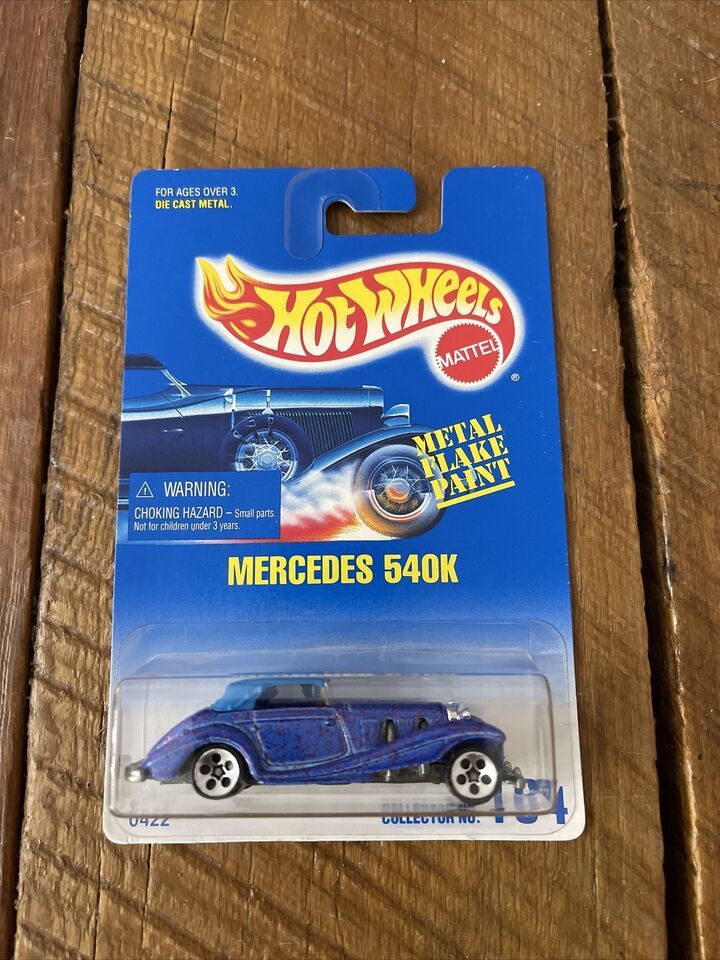 FOR AGES OVER 3.
DIE CAST METAL.
HOT WHEELS
MATTEL
®
METAL
FLAKE
PAINT
WARNING:
CHOKING HAZARD – Small parts.
Not for children under 3 years.
MERCEDES 540K
0422
COLLECTOR NO.